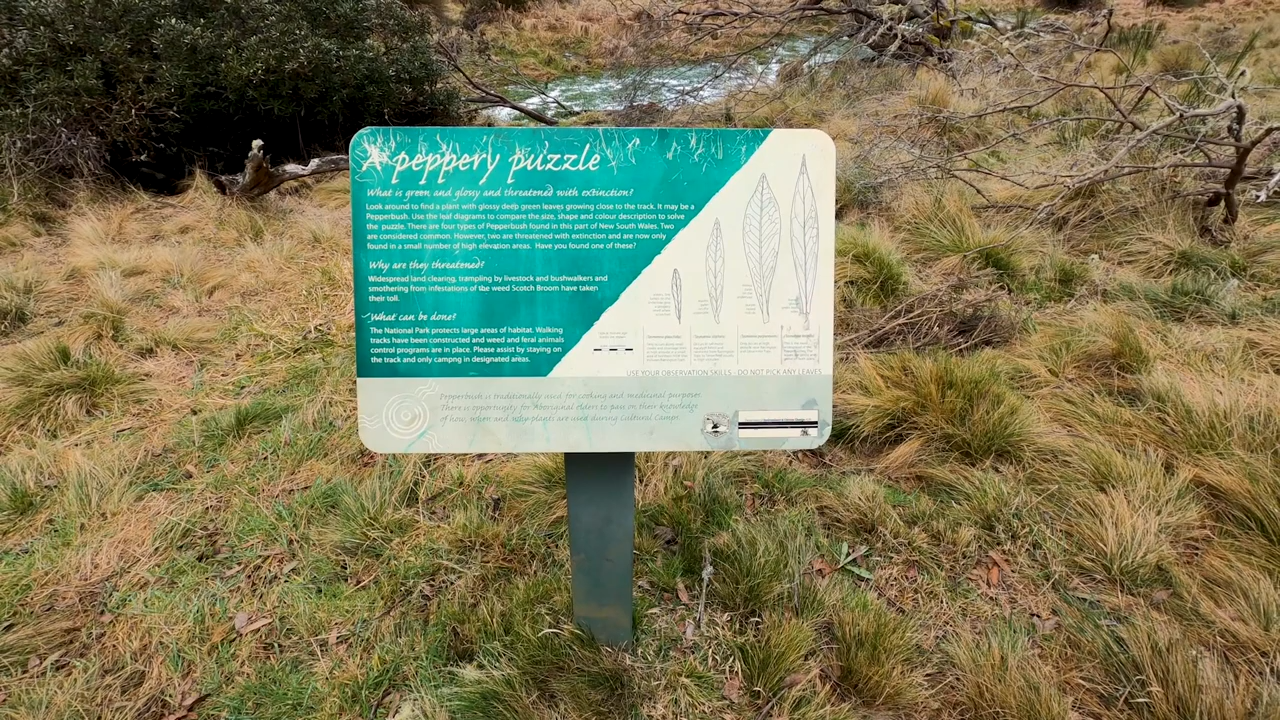 A peppery puzzle
What is green and glossy and threatened with extinction?
Look around to find a plant with glossy deep green leaves growing close to the track. It may be a
Pepperbush. Use the leaf diagrams to compare the size, shape and colour description to solve
the puzzle. There are four types of Pepperbush found in this part of New South Wales. Two
are considered common. However, two are threatened with extinction and are now only
found in a small number of high elevation areas. Have you found one of these?
Why are they threatened?
Widespread land clearing, trampling by livestock and bushwalkers and
smothering from infestations of the weed Scotch Broom have taken
their toll.
What can be done?
The National Park protects large areas of habitat. Walking
tracks have been constructed and weed and feral animals
control programs are in place. Please assist by staying on
the track and only campng in designated areas.
USE YOUR OBSERVATION SKILLS - DO NOT PICK ANY LEAVES
Pepperbush is traditionally used for cooking and medicinal purposes.
There is opportunity for Aboriginal elders to pass on their knowledge
of how, when and why plants are used during Cultural Camps.